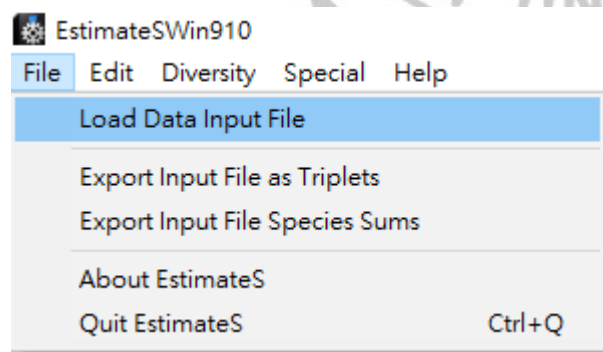 EstimateSWin910
File Edit Diversity Special Help
Load Data Input File
Export Input File as Triplets
Export Input File Species Sums
About EstimateS
Quit EstimateS Ctrl+Q